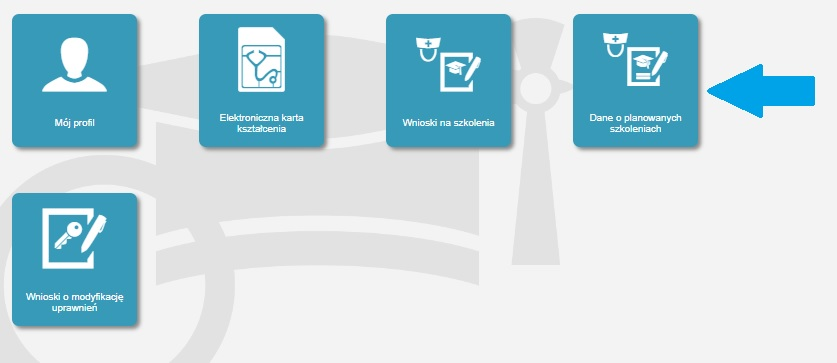 Mój profil
Elektroniczna karta
kształcenia
Wnioski na szkolenia
Dane o planowanych
szkoleniach
Wnioski o modyfikację
uprawnień